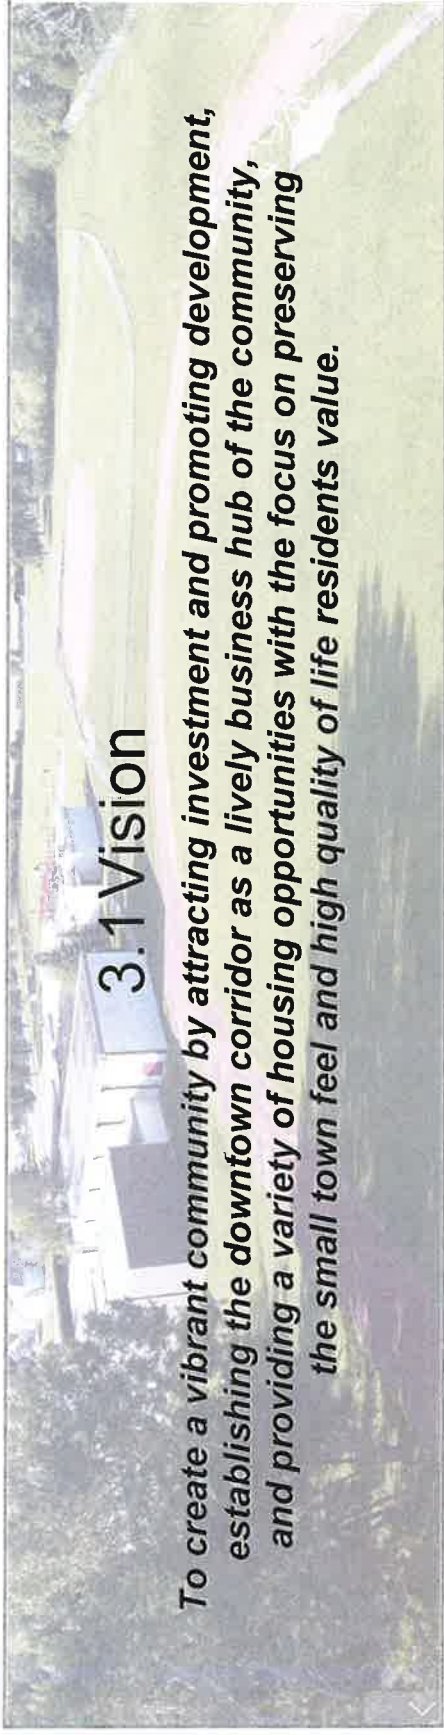 3.1 Vision
To create a vibrant community by attracting investment and promoting development,
establishing the downtown corridor as a lively business hub of the community,
and providing a variety of housing opportunities with the focus on preserving
the small town feel and high quality of life residents value.